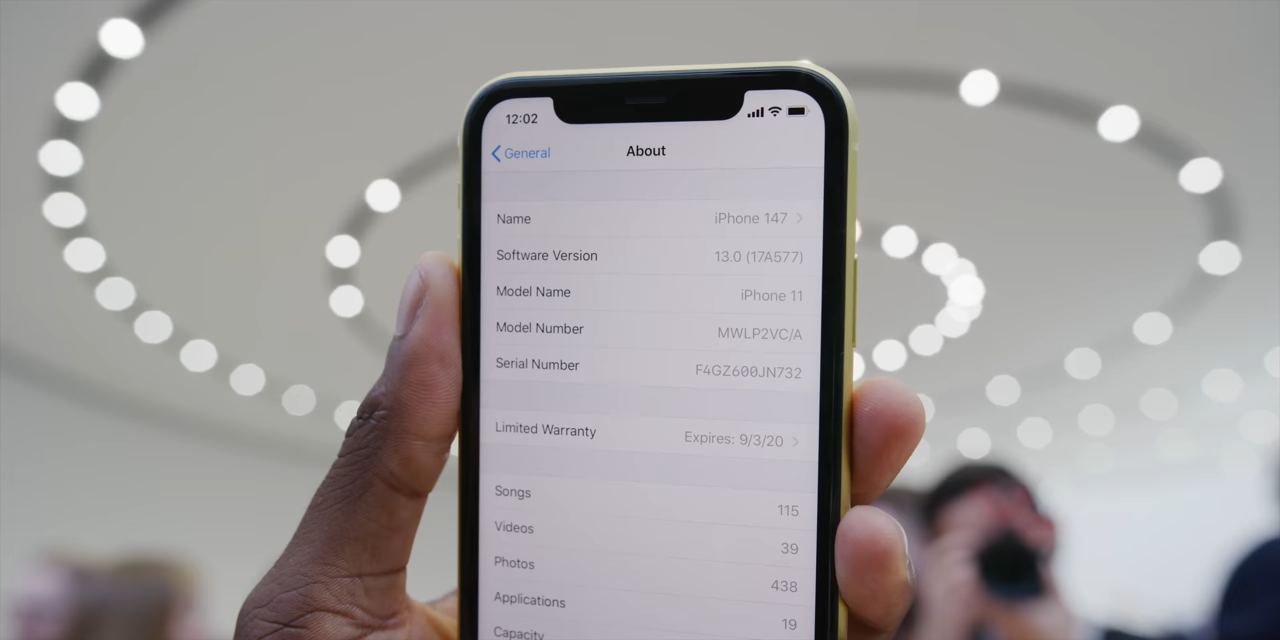 12:02
General About
Name iPhone 147
Software Version 13.0 (17A577)
Model Name iPhone 11
Model Number MWLP2VC/A
Serial Number F4GZ600JN732
Limited Warranty Expires: 9/3/20
Songs 115
Videos 39
Photos 438
Applications 19
Capacity